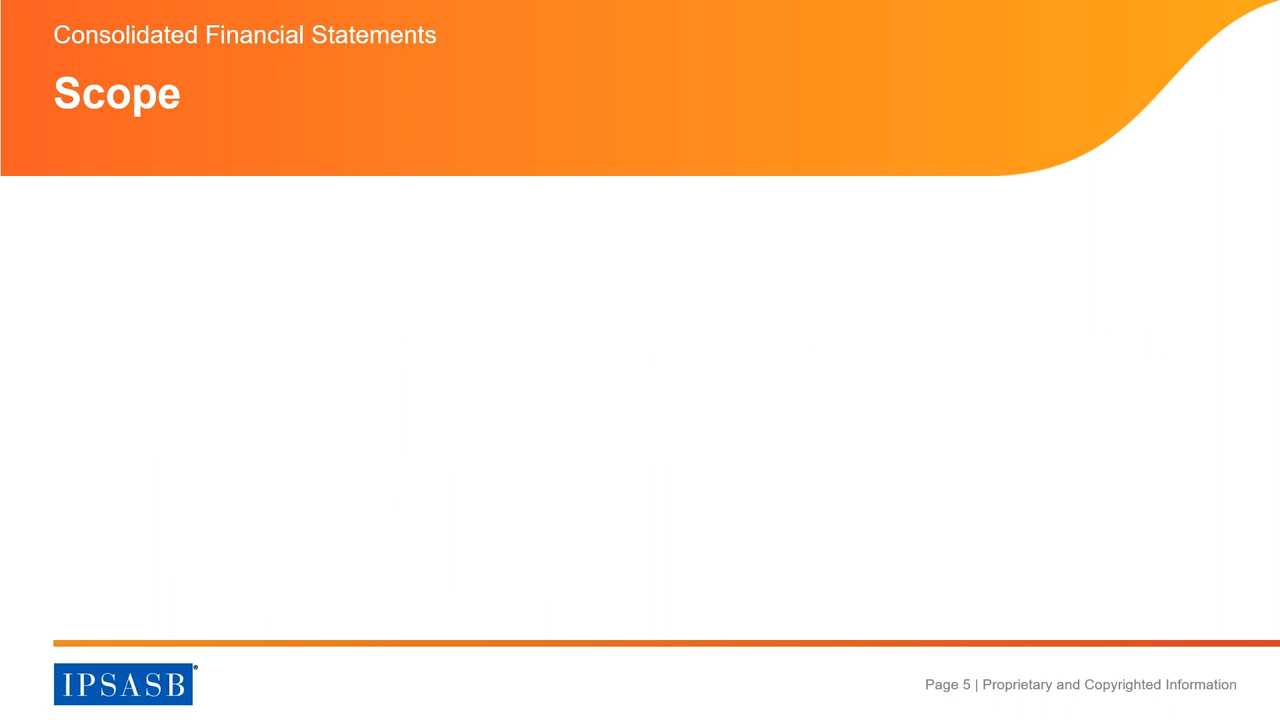 Consolidated Financial Statements
Scope
IPSASB®
Page 5 | Proprietary and Copyrighted Information